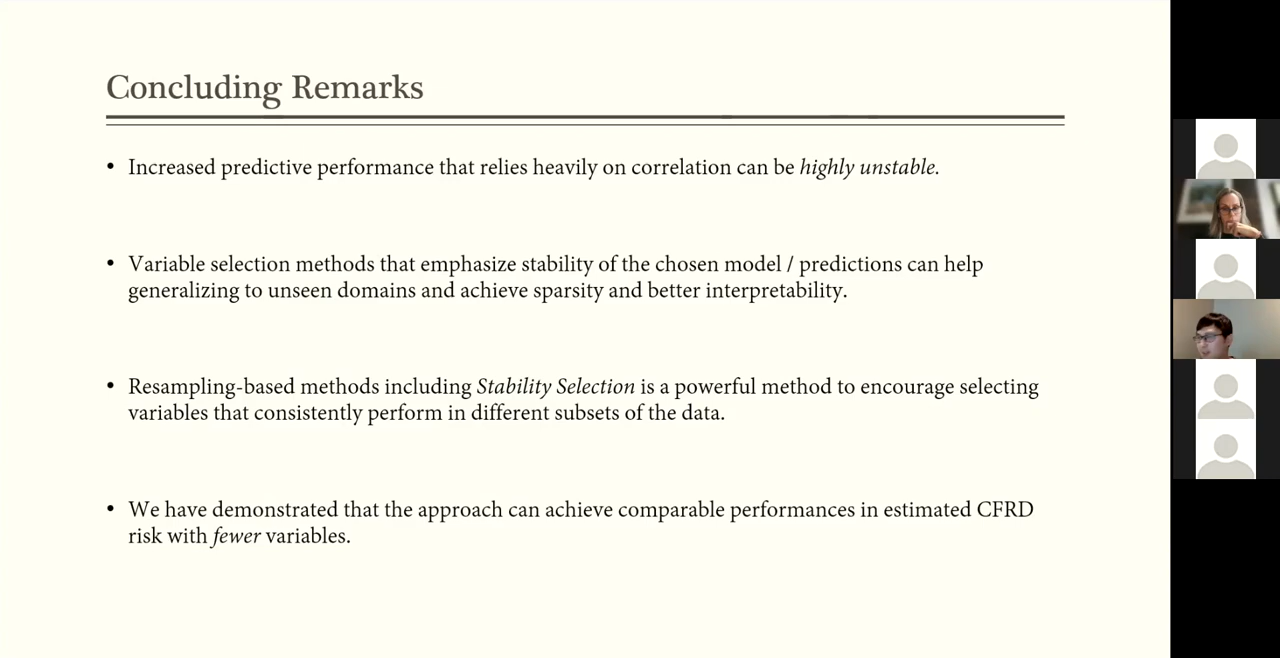 Concluding Remarks
• Increased predictive performance that relies heavily on correlation can be highly unstable.
• Variable selection methods that emphasize stability of the chosen model / predictions can help
generalizing to unseen domains and achieve sparsity and better interpretability.
• Resampling-based methods including Stability Selection is a powerful method to encourage selecting
variables that consistently perform in different subsets of the data.
• We have demonstrated that the approach can achieve comparable performances in estimated CFRD
risk with fewer variables.